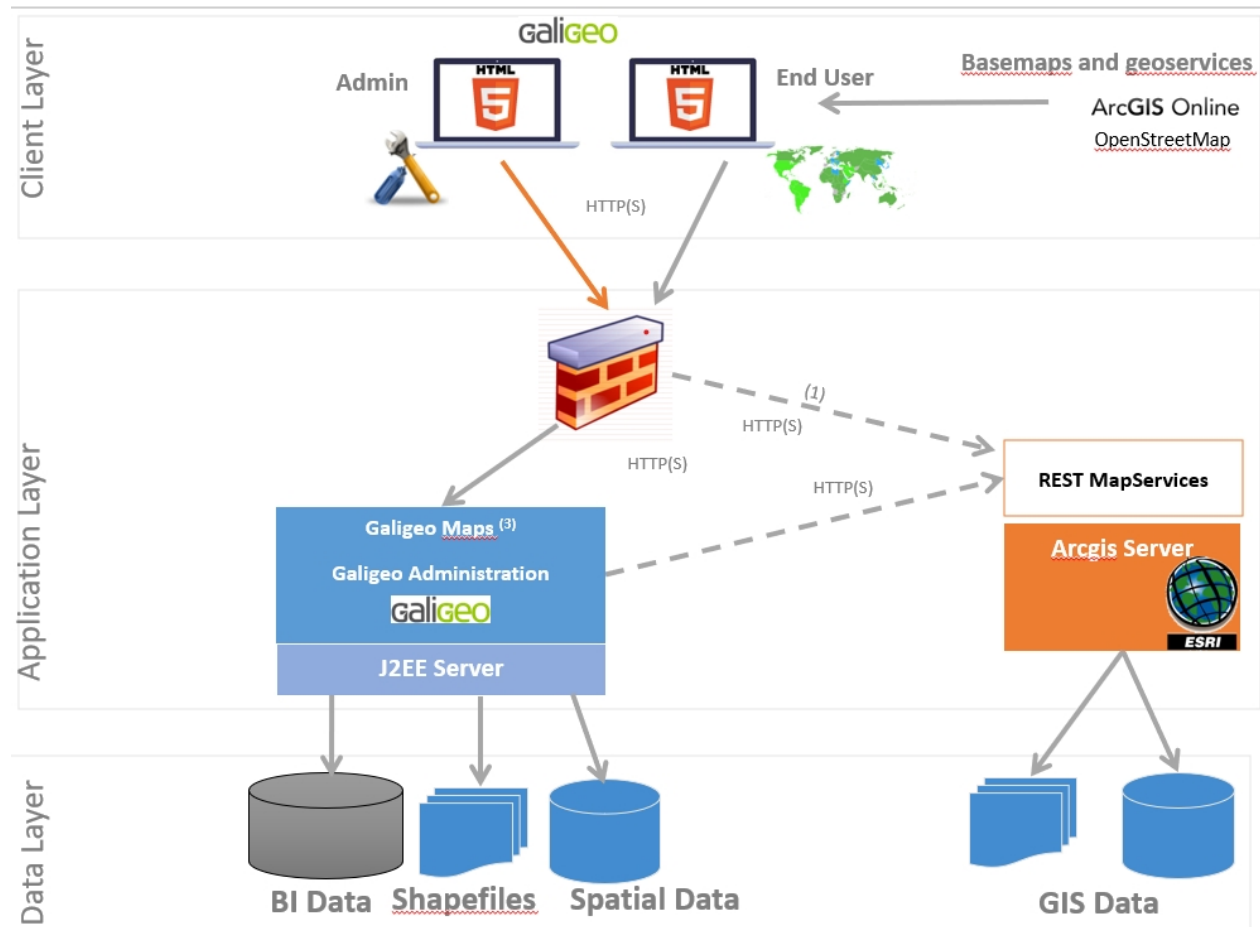 Client Layer
GaliGEO
Admin
HTML
5
HTML
5
End User
Basemaps and geoservices
ArcGIS Online
OpenStreetMap
HTTP(S)
Application Layer
(1)
HTTP(S)
HTTP(S)
HTTP(S)
REST MapServices
Galigeo Maps (3)
Galigeo Administration
GaliGEO
J2EE Server
Arcgis Server
ESRI
Data Layer
BI Data
Shapefiles
Spatial Data
GIS Data